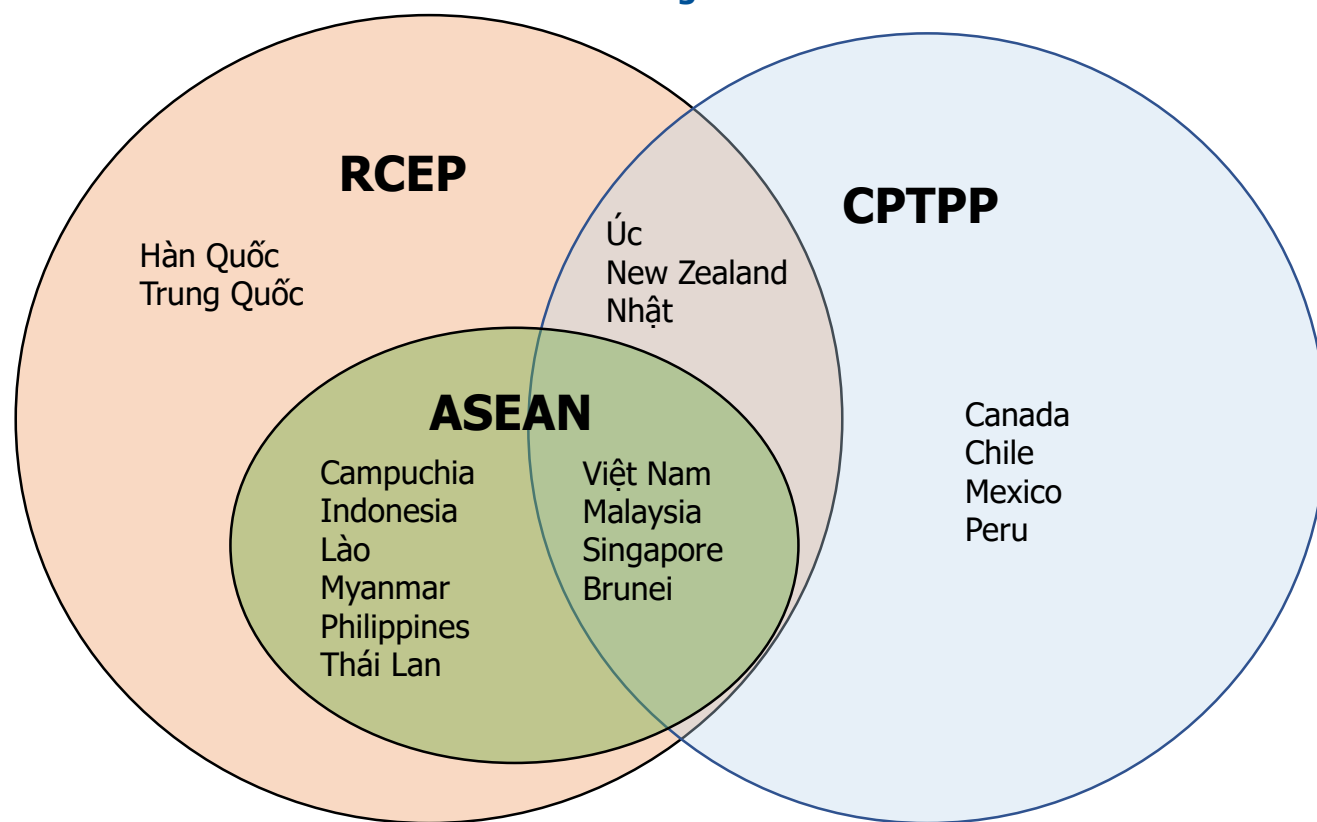 RCEP
CPTPP
Hàn Quốc
Trung Quốc
Úc
New Zealand
Nhật
ASEAN
Campuchia
Indonesia
Lào
Myanmar
Philippines
Thái Lan
Việt Nam
Malaysia
Singapore
Brunei
Canada
Chile
Mexico
Peru